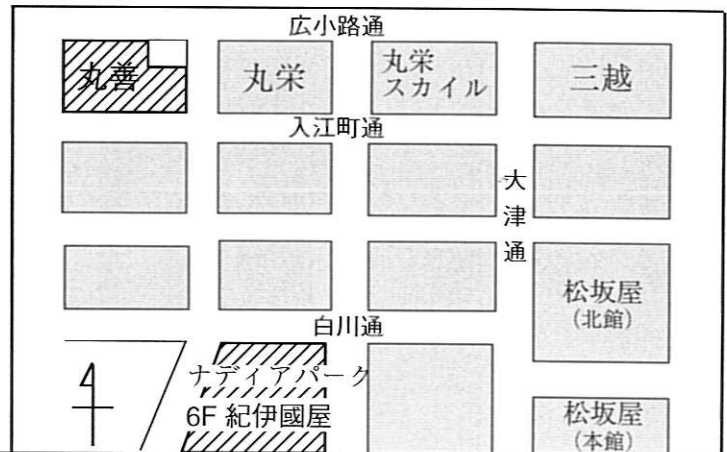 広小路通
丸善
丸栄
丸栄
スカイル
三越
入江町通
大津通
松坂屋
(北館)
白川通
ナディアパーク
6F 紀伊國屋
松坂屋
(本館)